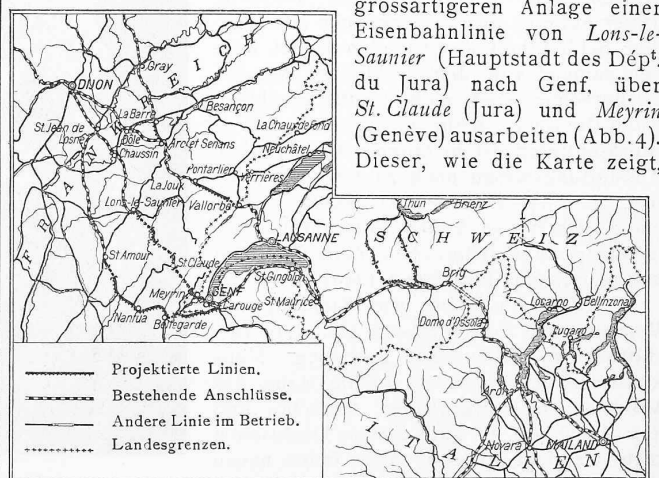 grossartigeren Anlage einer
Eisenbahnlinie von Lons-le-
Saunier (Hauptstadt des Dépt.
du Jura) nach Genf, über
St. Claude (Jura) und Meyrin
(Genève) ausarbeiten (Abb. 4).
Dieser, wie die Karte zeigt,
FRANKREICH
Gray
DIJON
La Barre
Besançon
St. Jean de
Losne
Dôle
Chaussin
Arc et Senans
La Chaux de Fond
Neuchâtel
Pontarlier
Verrières
La Joux
Lons-le-Saunier
Vallorbe
LAUSANNE
St Amour
St Claude
St Gingolph
Meyrin
GENF
Carouge
St Maurice
Nantua
Bellegarde
Thun
Brienz
SCHWEIZ
Brig
Locarno
Bellinzona
Domo d'Ossola
Lugano
Arona
Novara
MAILAND
ITALIEN
Projektierte Linien.
Bestehende Anschlüsse.
Andere Linie im Betrieb.
Landesgrenzen.